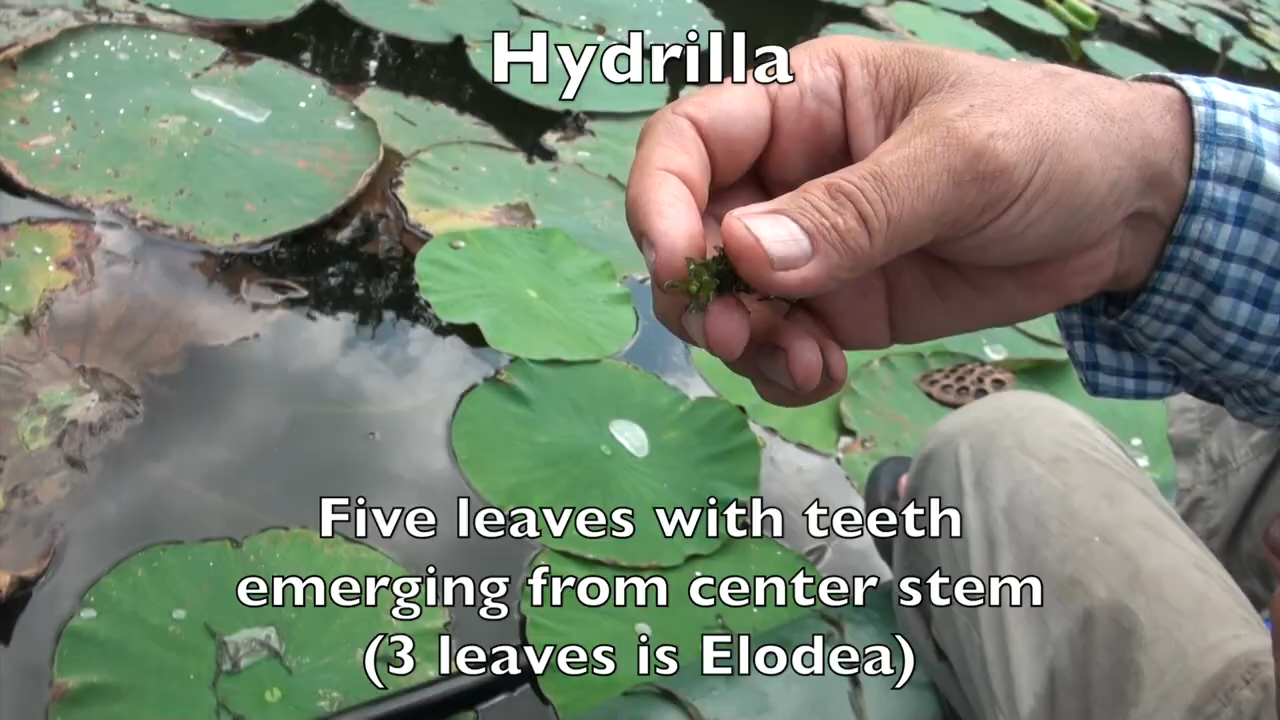 Hydrilla
Five leaves with teeth
emerging from center stem
(3 leaves is Elodea)